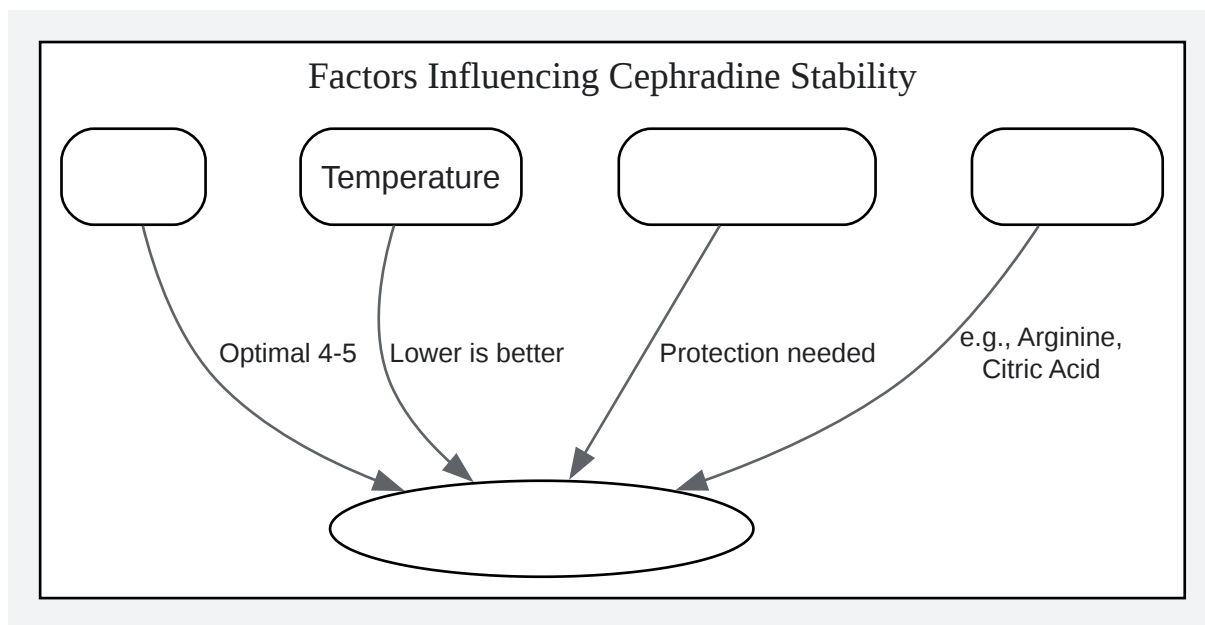 Factors Influencing Cephradine Stability
Temperature
Optimal 4-5
Lower is better
Protection needed
e.g., Arginine,
Citric Acid